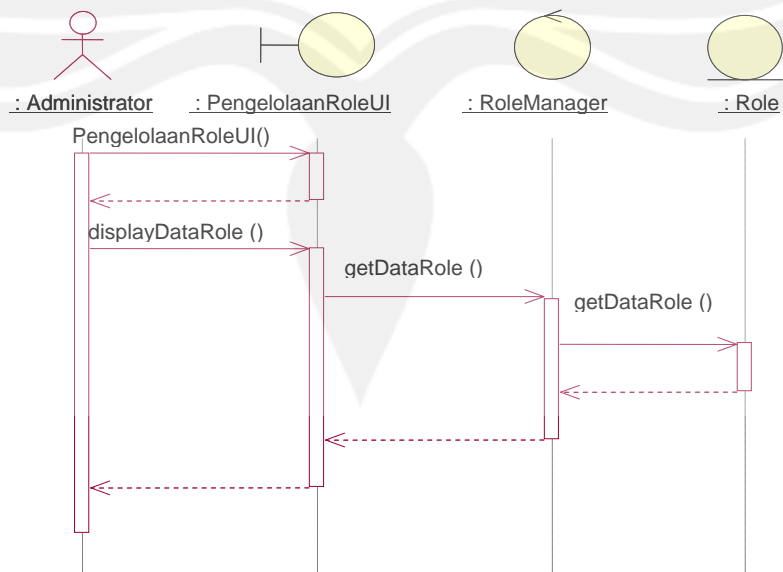 : Administrator
: PengelolaanRoleUI
: RoleManager
: Role
PengelolaanRoleUI()
displayDataRole ()
getDataRole ()
getDataRole ()